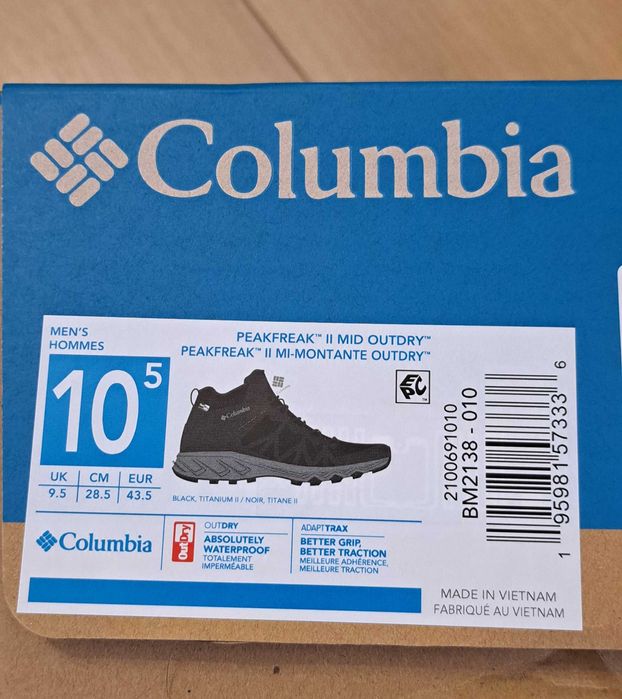 Columbia
MEN'S
HOMMES
PEAKFREAK™ II MID OUTDRY™
PEAKFREAK™ II MI-MONTANTE OUTDRY™
10 5
UK CM EUR
9.5 28.5 43.5
Columbia
EPC™
BLACK, TITANIUM II / NOIR, TITANE II
2100691010
BM2138 - 010
1 95981 57333 6
Columbia
OutDry
OUTDRY
ABSOLUTELY
WATERPROOF
TOTALEMENT
IMPERMÉABLE
ADAPTTRAX
BETTER GRIP,
BETTER TRACTION
MEILLEURE ADHÉRENCE,
MEILLEURE TRACTION
MADE IN VIETNAM
FABRIQUÉ AU VIETNAM